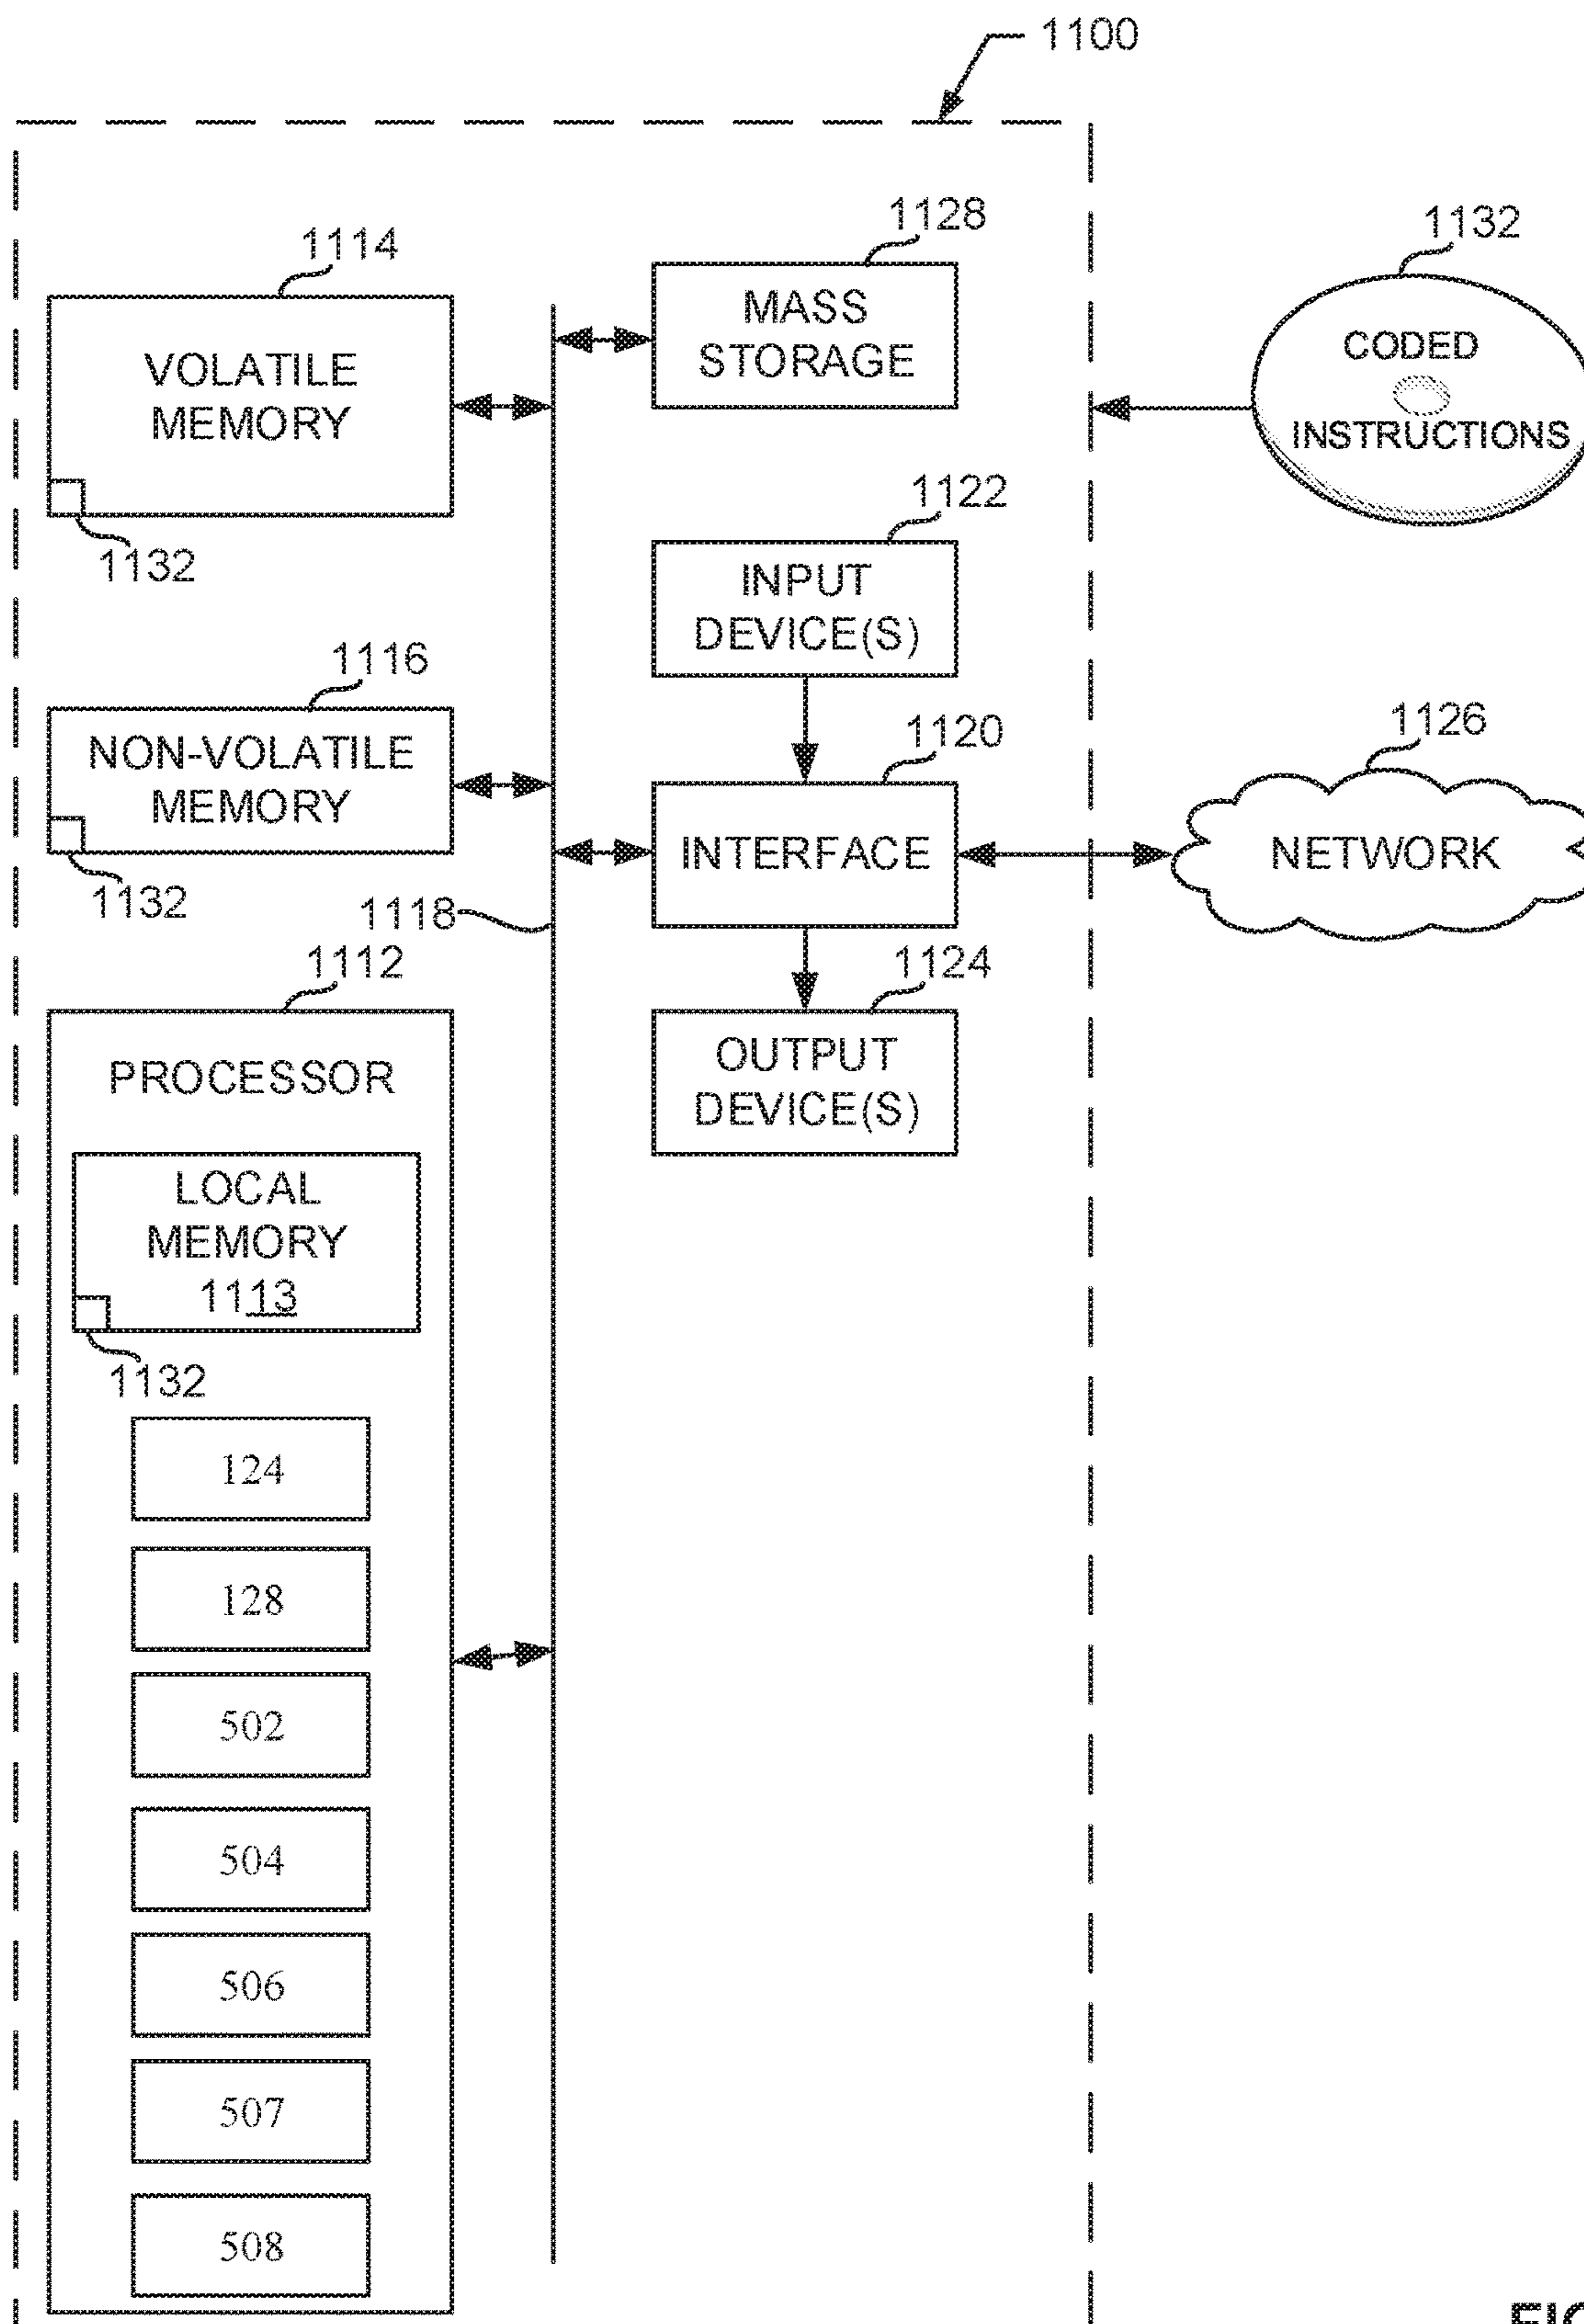 1100
1128
1114
1132
MASS
STORAGE
VOLATILE
MEMORY
CODED
INSTRUCTIONS
1122
1132
INPUT
DEVICE(S)
1116
1120
1126
NON-VOLATILE
MEMORY
INTERFACE
NETWORK
1132
1118
1112
1124
PROCESSOR
OUTPUT
DEVICE(S)
LOCAL
MEMORY
1113
1132
124
128
502
504
506
507
508